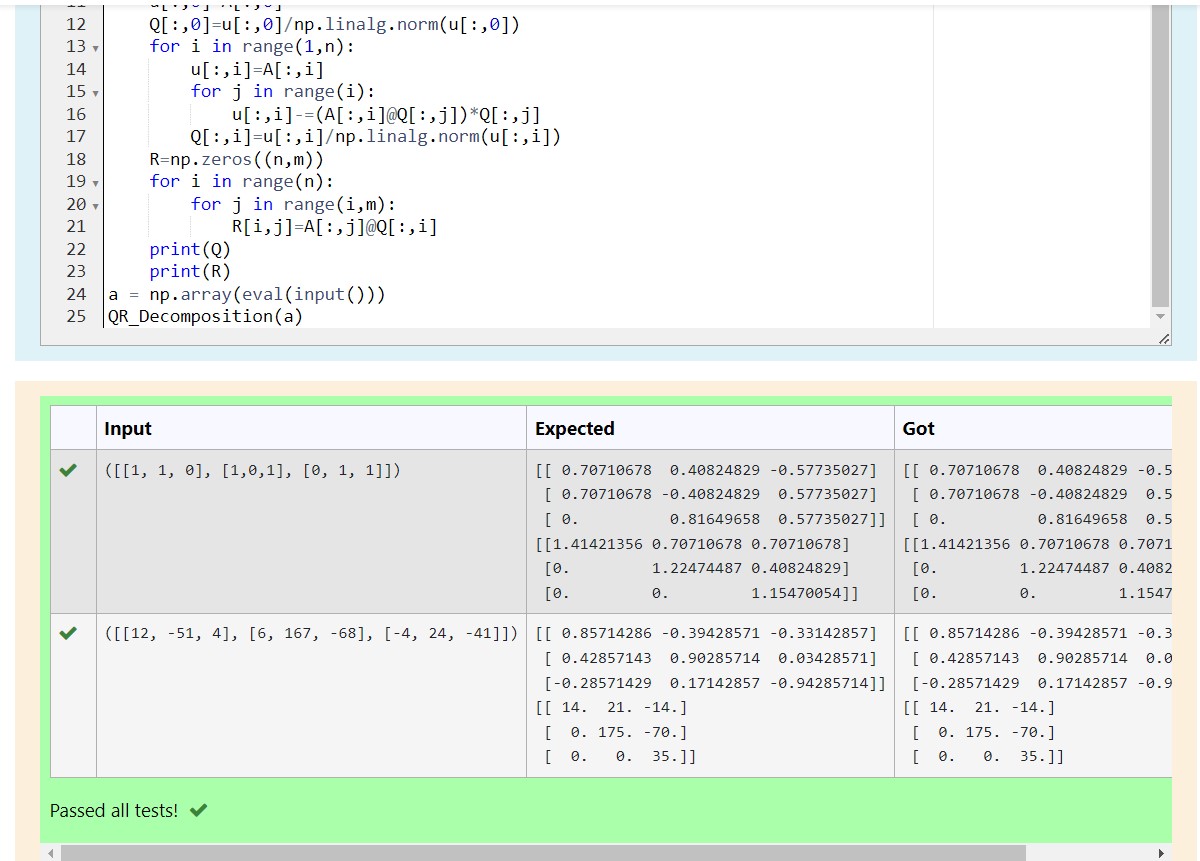 12 Q[:,0]=u[:,0]/np.linalg.norm(u[:,0])
13 for i in range(1,n):
14 u[:,i]=A[:,i]
15 for j in range(i):
16 u[:,i]-=(A[:,i]@Q[:,j])*Q[:,j]
17 Q[:,i]=u[:,i]/np.linalg.norm(u[:,i])
18 R=np.zeros((n,m))
19 for i in range(n):
20 for j in range(i,m):
21 R[i,j]=A[:,j]@Q[:,i]
22 print(Q)
23 print(R)
24 a = np.array(eval(input()))
25 QR_Decomposition(a)
Input Expected Got
([[1, 1, 0], [1,0,1], [0, 1, 1]]) [[ 0.70710678 0.40824829 -0.57735027] [[ 0.70710678 0.40824829 -0.5
[ 0.70710678 -0.40824829 0.57735027] [ 0.70710678 -0.40824829 0.5
[ 0. 0.81649658 0.57735027]] [ 0. 0.81649658 0.5
[[1.41421356 0.70710678 0.70710678] [[1.41421356 0.70710678 0.7071
[0. 1.22474487 0.40824829] [0. 1.22474487 0.4082
[0. 0. 1.15470054]] [0. 0. 1.1547
([[12, -51, 4], [6, 167, -68], [-4, 24, -41]]) [[ 0.85714286 -0.39428571 -0.33142857] [[ 0.85714286 -0.39428571 -0.3
[ 0.42857143 0.90285714 0.03428571] [ 0.42857143 0.90285714 0.0
[-0.28571429 0.17142857 -0.94285714]] [-0.28571429 0.17142857 -0.9
[[ 14. 21. -14.] [[ 14. 21. -14.]
[ 0. 175. -70.] [ 0. 175. -70.]
[ 0. 0. 35.]] [ 0. 0. 35.]]
Passed all tests!